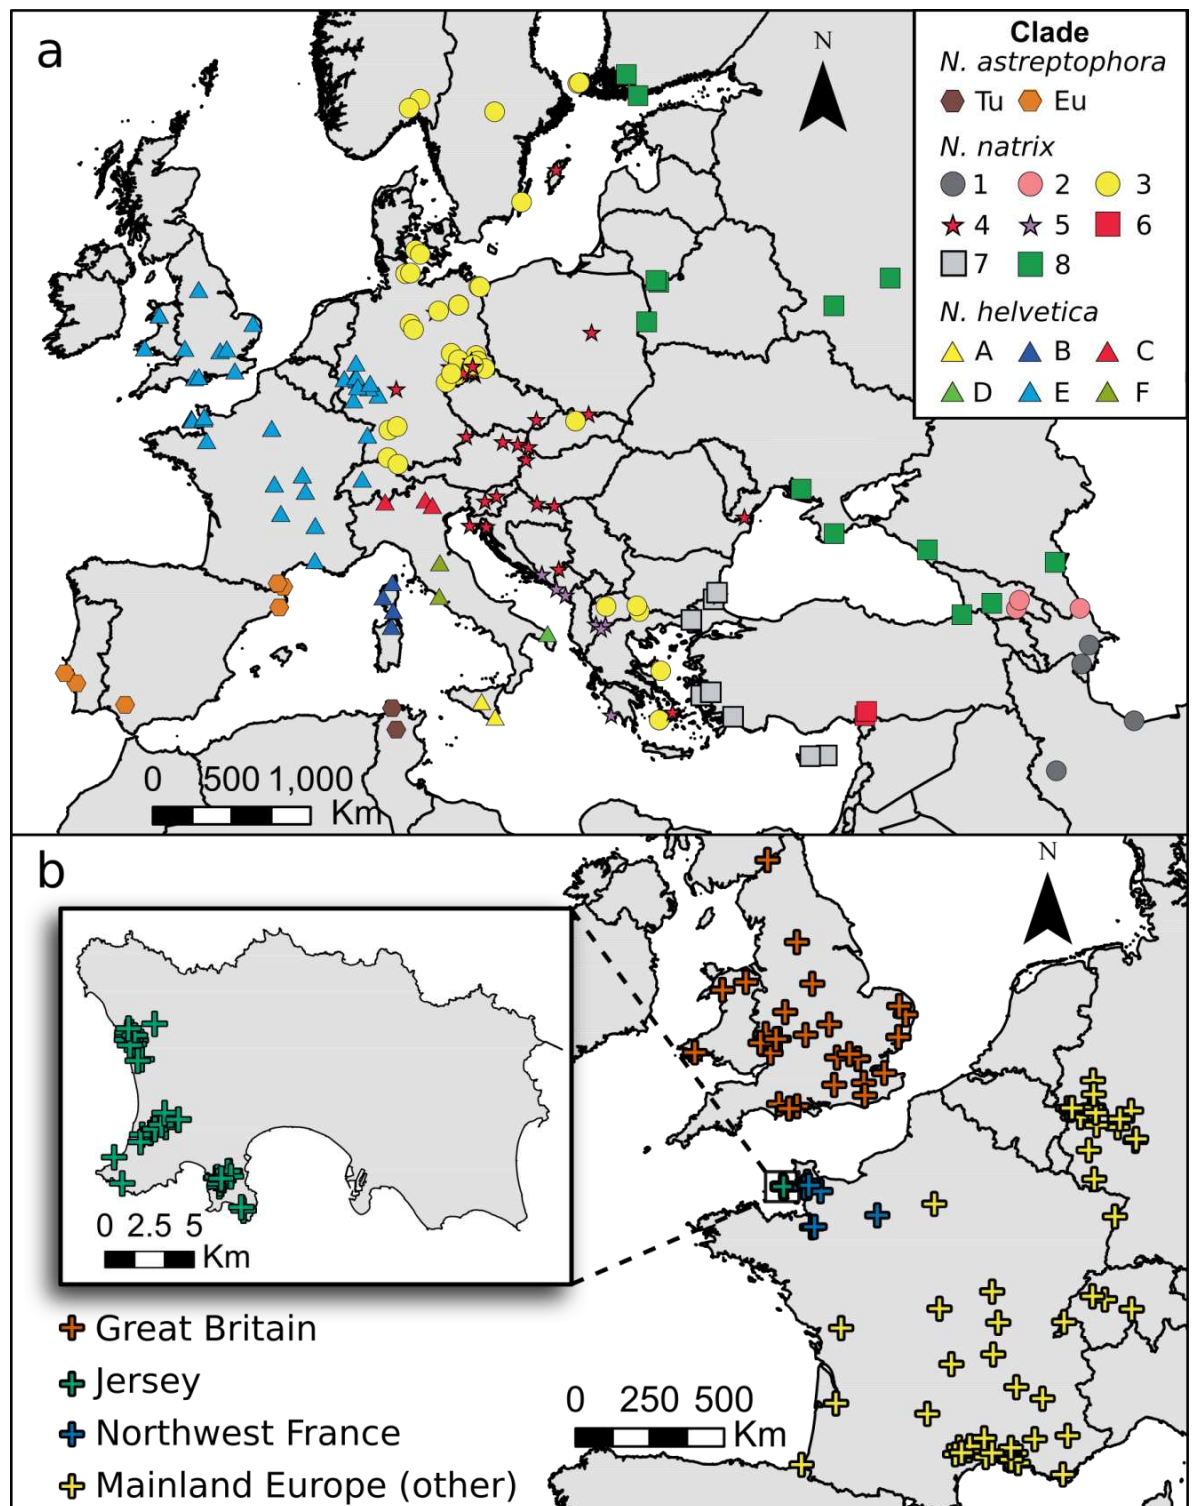 a
N
Clade
N. astreptophora
Tu Eu
N. natrix
1 2 3
4 5 6
7 8
N. helvetica
A B C
D E F
0 500 1,000
Km
b
N
0 2.5 5
Km
Great Britain
Jersey
Northwest France
Mainland Europe (other)
0 250 500
Km